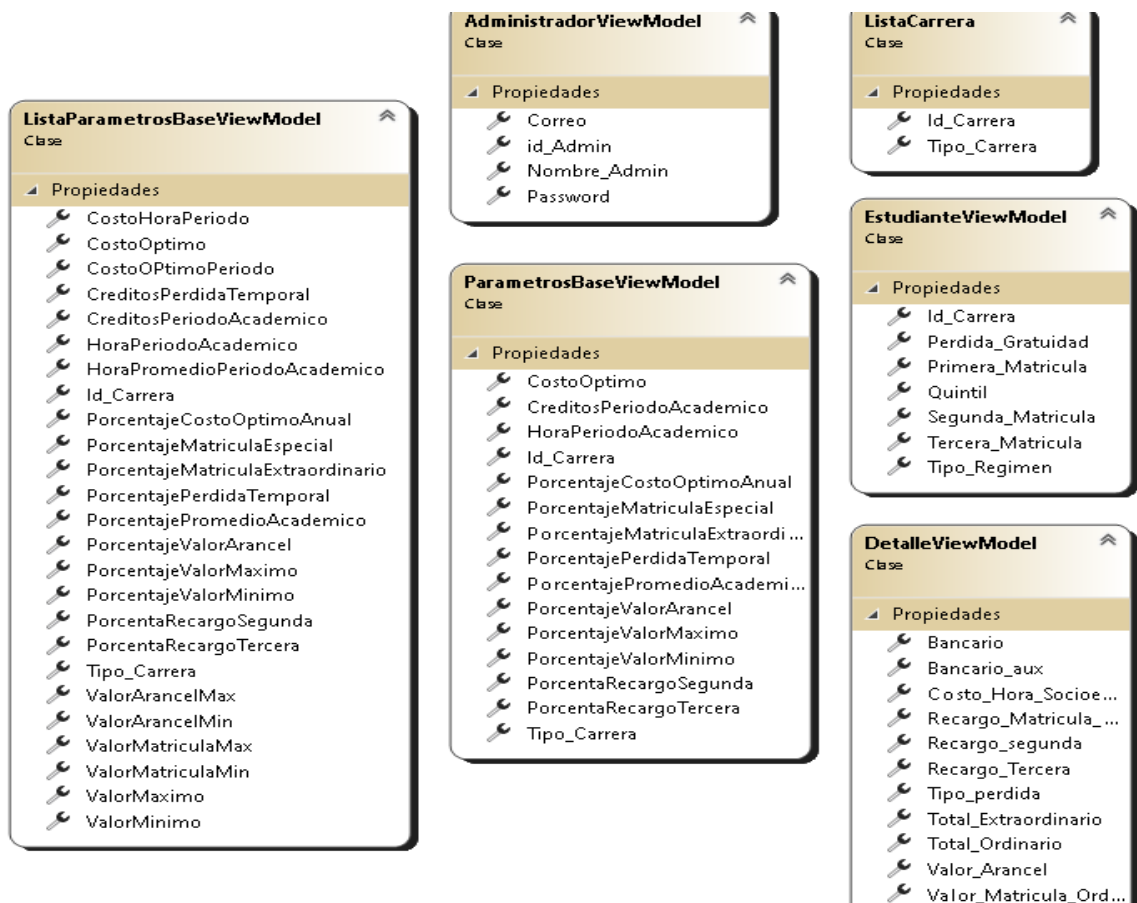 ListaParametrosBaseViewModel
Clase
Propiedades
CostoHoraPeriodo
CostoOptimo
CostoOPtimoPeriodo
CreditosPerdidaTemporal
CreditosPeriodoAcademico
HoraPeriodoAcademico
HoraPromedioPeriodoAcademico
Id_Carrera
PorcentajeCostoOptimoAnual
PorcentajeMatriculaEspecial
PorcentajeMatriculaExtraordinario
PorcentajePerdidaTemporal
PorcentajePromedioAcademico
PorcentajeValorArancel
PorcentajeValorMaximo
PorcentajeValorMinimo
PorcentaRecargoSegunda
PorcentaRecargoTercera
Tipo_Carrera
ValorArancelMax
ValorArancelMin
ValorMatriculaMax
ValorMatriculaMin
ValorMaximo
ValorMinimo
AdministradorViewModel
Clase
Propiedades
Correo
id_Admin
Nombre_Admin
Password
ParametrosBaseViewModel
Clase
Propiedades
CostoOptimo
CreditosPeriodoAcademico
HoraPeriodoAcademico
Id_Carrera
PorcentajeCostoOptimoAnual
PorcentajeMatriculaEspecial
PorcentajeMatriculaExtraordi...
PorcentajePerdidaTemporal
PorcentajePromedioAcademi...
PorcentajeValorArancel
PorcentajeValorMaximo
PorcentajeValorMinimo
PorcentaRecargoSegunda
PorcentaRecargoTercera
Tipo_Carrera
ListaCarrera
Clase
Propiedades
Id_Carrera
Tipo_Carrera
EstudianteViewModel
Clase
Propiedades
Id_Carrera
Perdida_Gratuidad
Primera_Matricula
Quintil
Segunda_Matricula
Tercera_Matricula
Tipo_Regimen
DetalleViewModel
Clase
Propiedades
Bancario
Bancario_aux
Costo_Hora_Socioe...
Recargo_Matricula_...
Recargo_segunda
Recargo_Tercera
Tipo_perdida
Total_Extraordinario
Total_Ordinario
Valor_Arancel
Valor_Matricula_Ord...